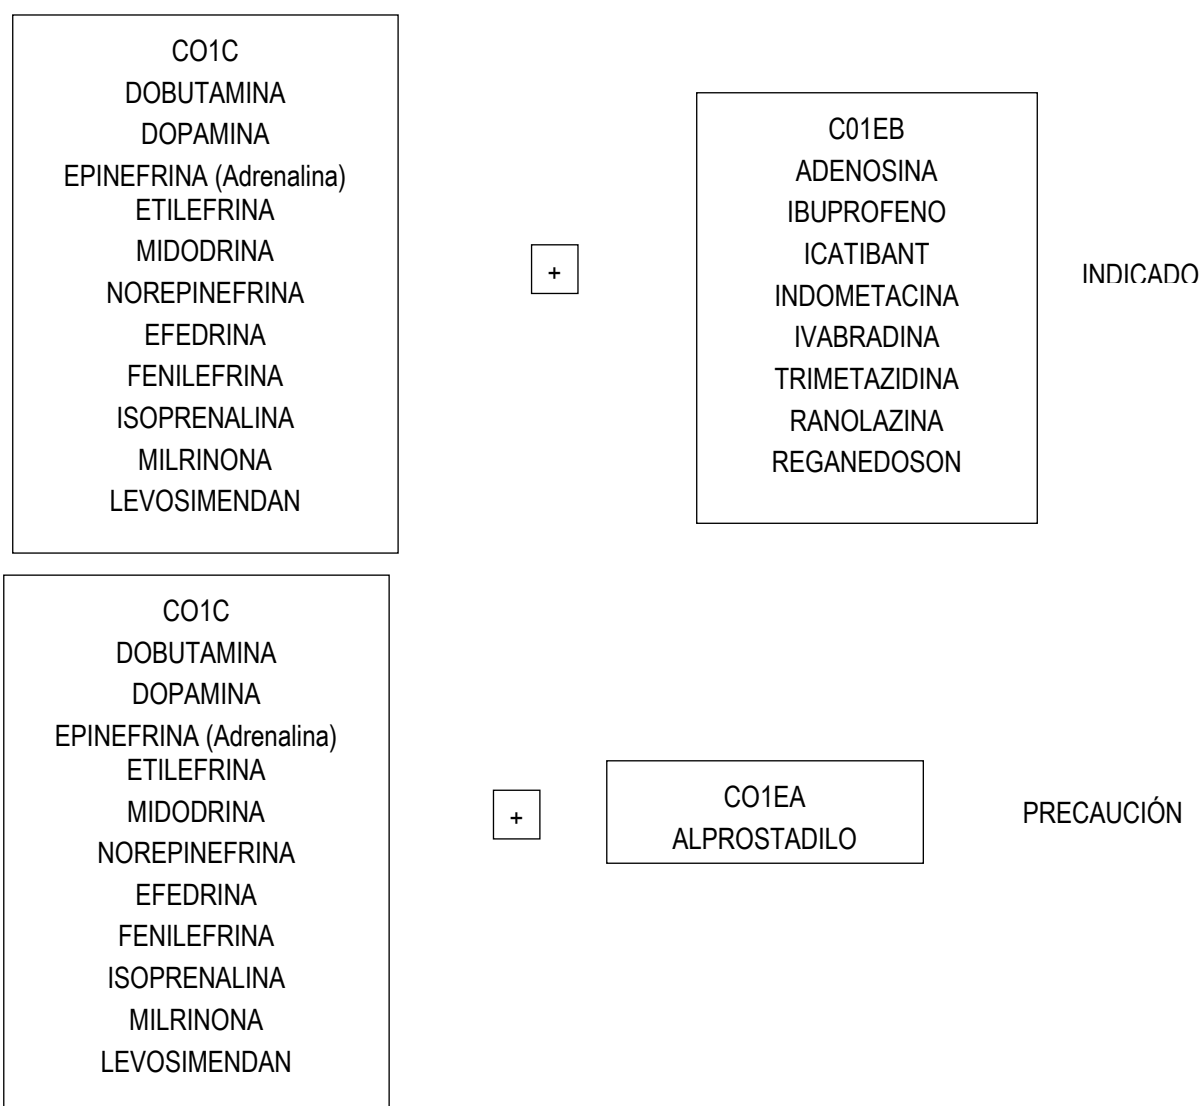 CO1C
DOBUTAMINA
DOPAMINA
EPINEFRINA (Adrenalina)
ETILEFRINA
MIDODRINA
NOREPINEFRINA
EFEDRINA
FENILEFRINA
ISOPRENALINA
MILRINONA
LEVOSIMENDAN
+
C01EB
ADENOSINA
IBUPROFENO
ICATIBANT
INDOMETACINA
IVABRADINA
TRIMETAZIDINA
RANOLAZINA
REGANEDOSON
INDICADO
CO1C
DOBUTAMINA
DOPAMINA
EPINEFRINA (Adrenalina)
ETILEFRINA
MIDODRINA
NOREPINEFRINA
EFEDRINA
FENILEFRINA
ISOPRENALINA
MILRINONA
LEVOSIMENDAN
+
CO1EA
ALPROSTADILO
PRECAUCIÓN